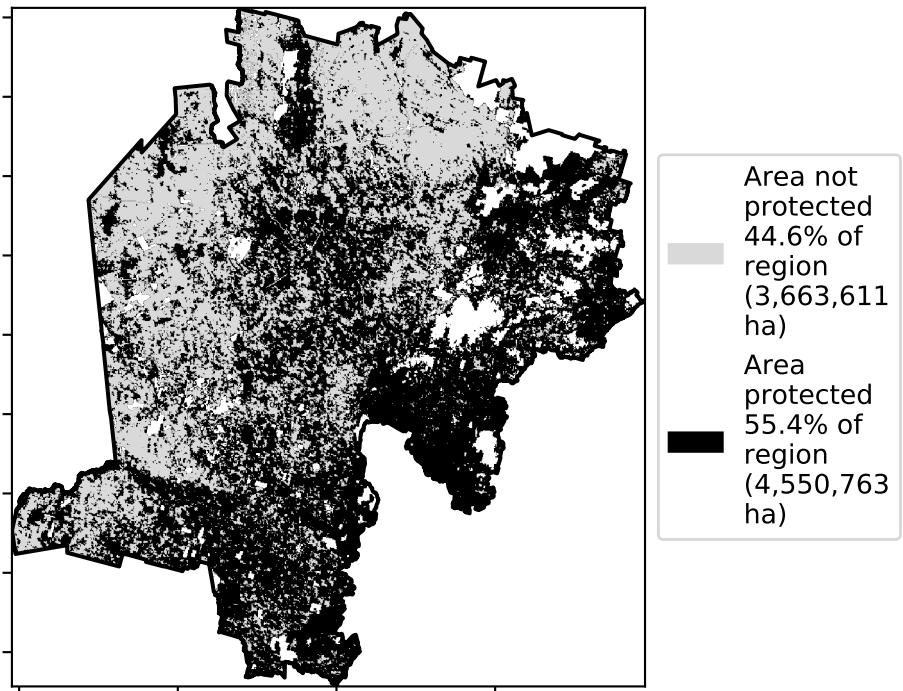 Area not
protected
44.6% of
region
(3,663,611
ha)
Area
protected
55.4% of
region
(4,550,763
ha)